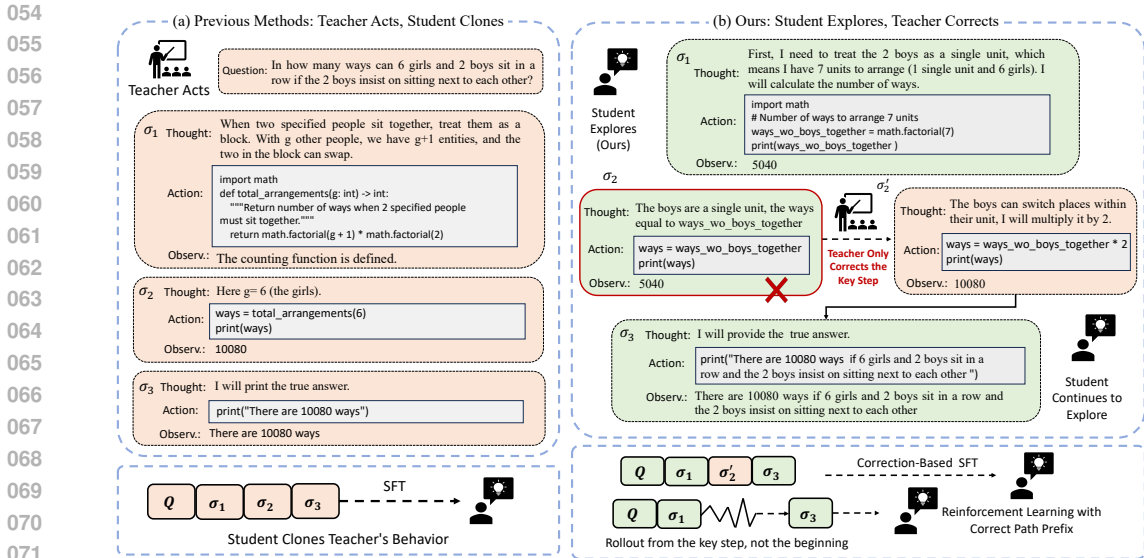 054
055
056
057
058
059
060
061
062
063
064
065
066
067
068
069
070
071
(a) Previous Methods: Teacher Acts, Student Clones
Teacher Acts
Question: In how many ways can 6 girls and 2 boys sit in a
row if the 2 boys insist on sitting next to each other?
σ1 Thought: When two specified people sit together, treat them as a
block. With g other people, we have g+1 entities, and the
two in the block can swap.
Action: import math
def total_arrangements(g: int) -> int:
"""Return number of ways when 2 specified people
must sit together."""
return math.factorial(g + 1) * math.factorial(2)
Observ.: The counting function is defined.
σ2 Thought: Here g= 6 (the girls).
Action: ways = total_arrangements(6)
print(ways)
Observ.: 10080
σ3 Thought: I will print the true answer.
Action: print("There are 10080 ways")
Observ.: There are 10080 ways
Q σ1 σ2 σ3 SFT
Student Clones Teacher's Behavior
(b) Ours: Student Explores, Teacher Corrects
Student
Explores
(Ours)
σ1
Thought: First, I need to treat the 2 boys as a single unit, which
means I have 7 units to arrange (1 single unit and 6 girls). I
will calculate the number of ways.
Action: import math
# Number of ways to arrange 7 units
ways_wo_boys_together = math.factorial(7)
print(ways_wo_boys_together )
Observ.: 5040
σ2
Thought: The boys are a single unit, the ways
equal to ways_wo_boys_together
Action: ways = ways_wo_boys_together
print(ways)
Observ.: 5040
Teacher Only
Corrects the
Key Step
σ2′
Thought: The boys can switch places within
their unit, I will multiply it by 2.
Action: ways = ways_wo_boys_together * 2
print(ways)
Observ.: 10080
σ3 Thought: I will provide the true answer.
Action: print("There are 10080 ways if 6 girls and 2 boys sit in a
row and the 2 boys insist on sitting next to each other ")
Observ.: There are 10080 ways if 6 girls and 2 boys sit in a row and
the 2 boys insist on sitting next to each other
Student
Continues to
Explore
Q σ1 σ2′ σ3 Correction-Based SFT
Q σ1 σ3
Reinforcement Learning with
Correct Path Prefix
Rollout from the key step, not the beginning